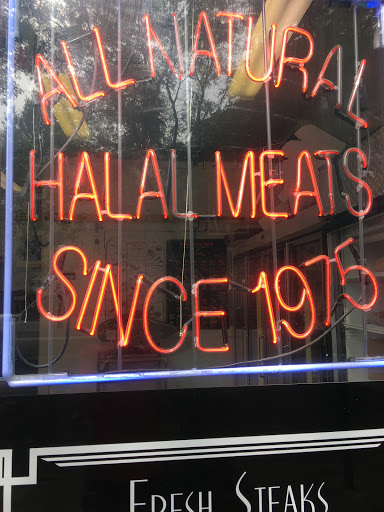 ALL NATURAL
HALAL MEATS
SINCE 1975
FRESH STEAKS